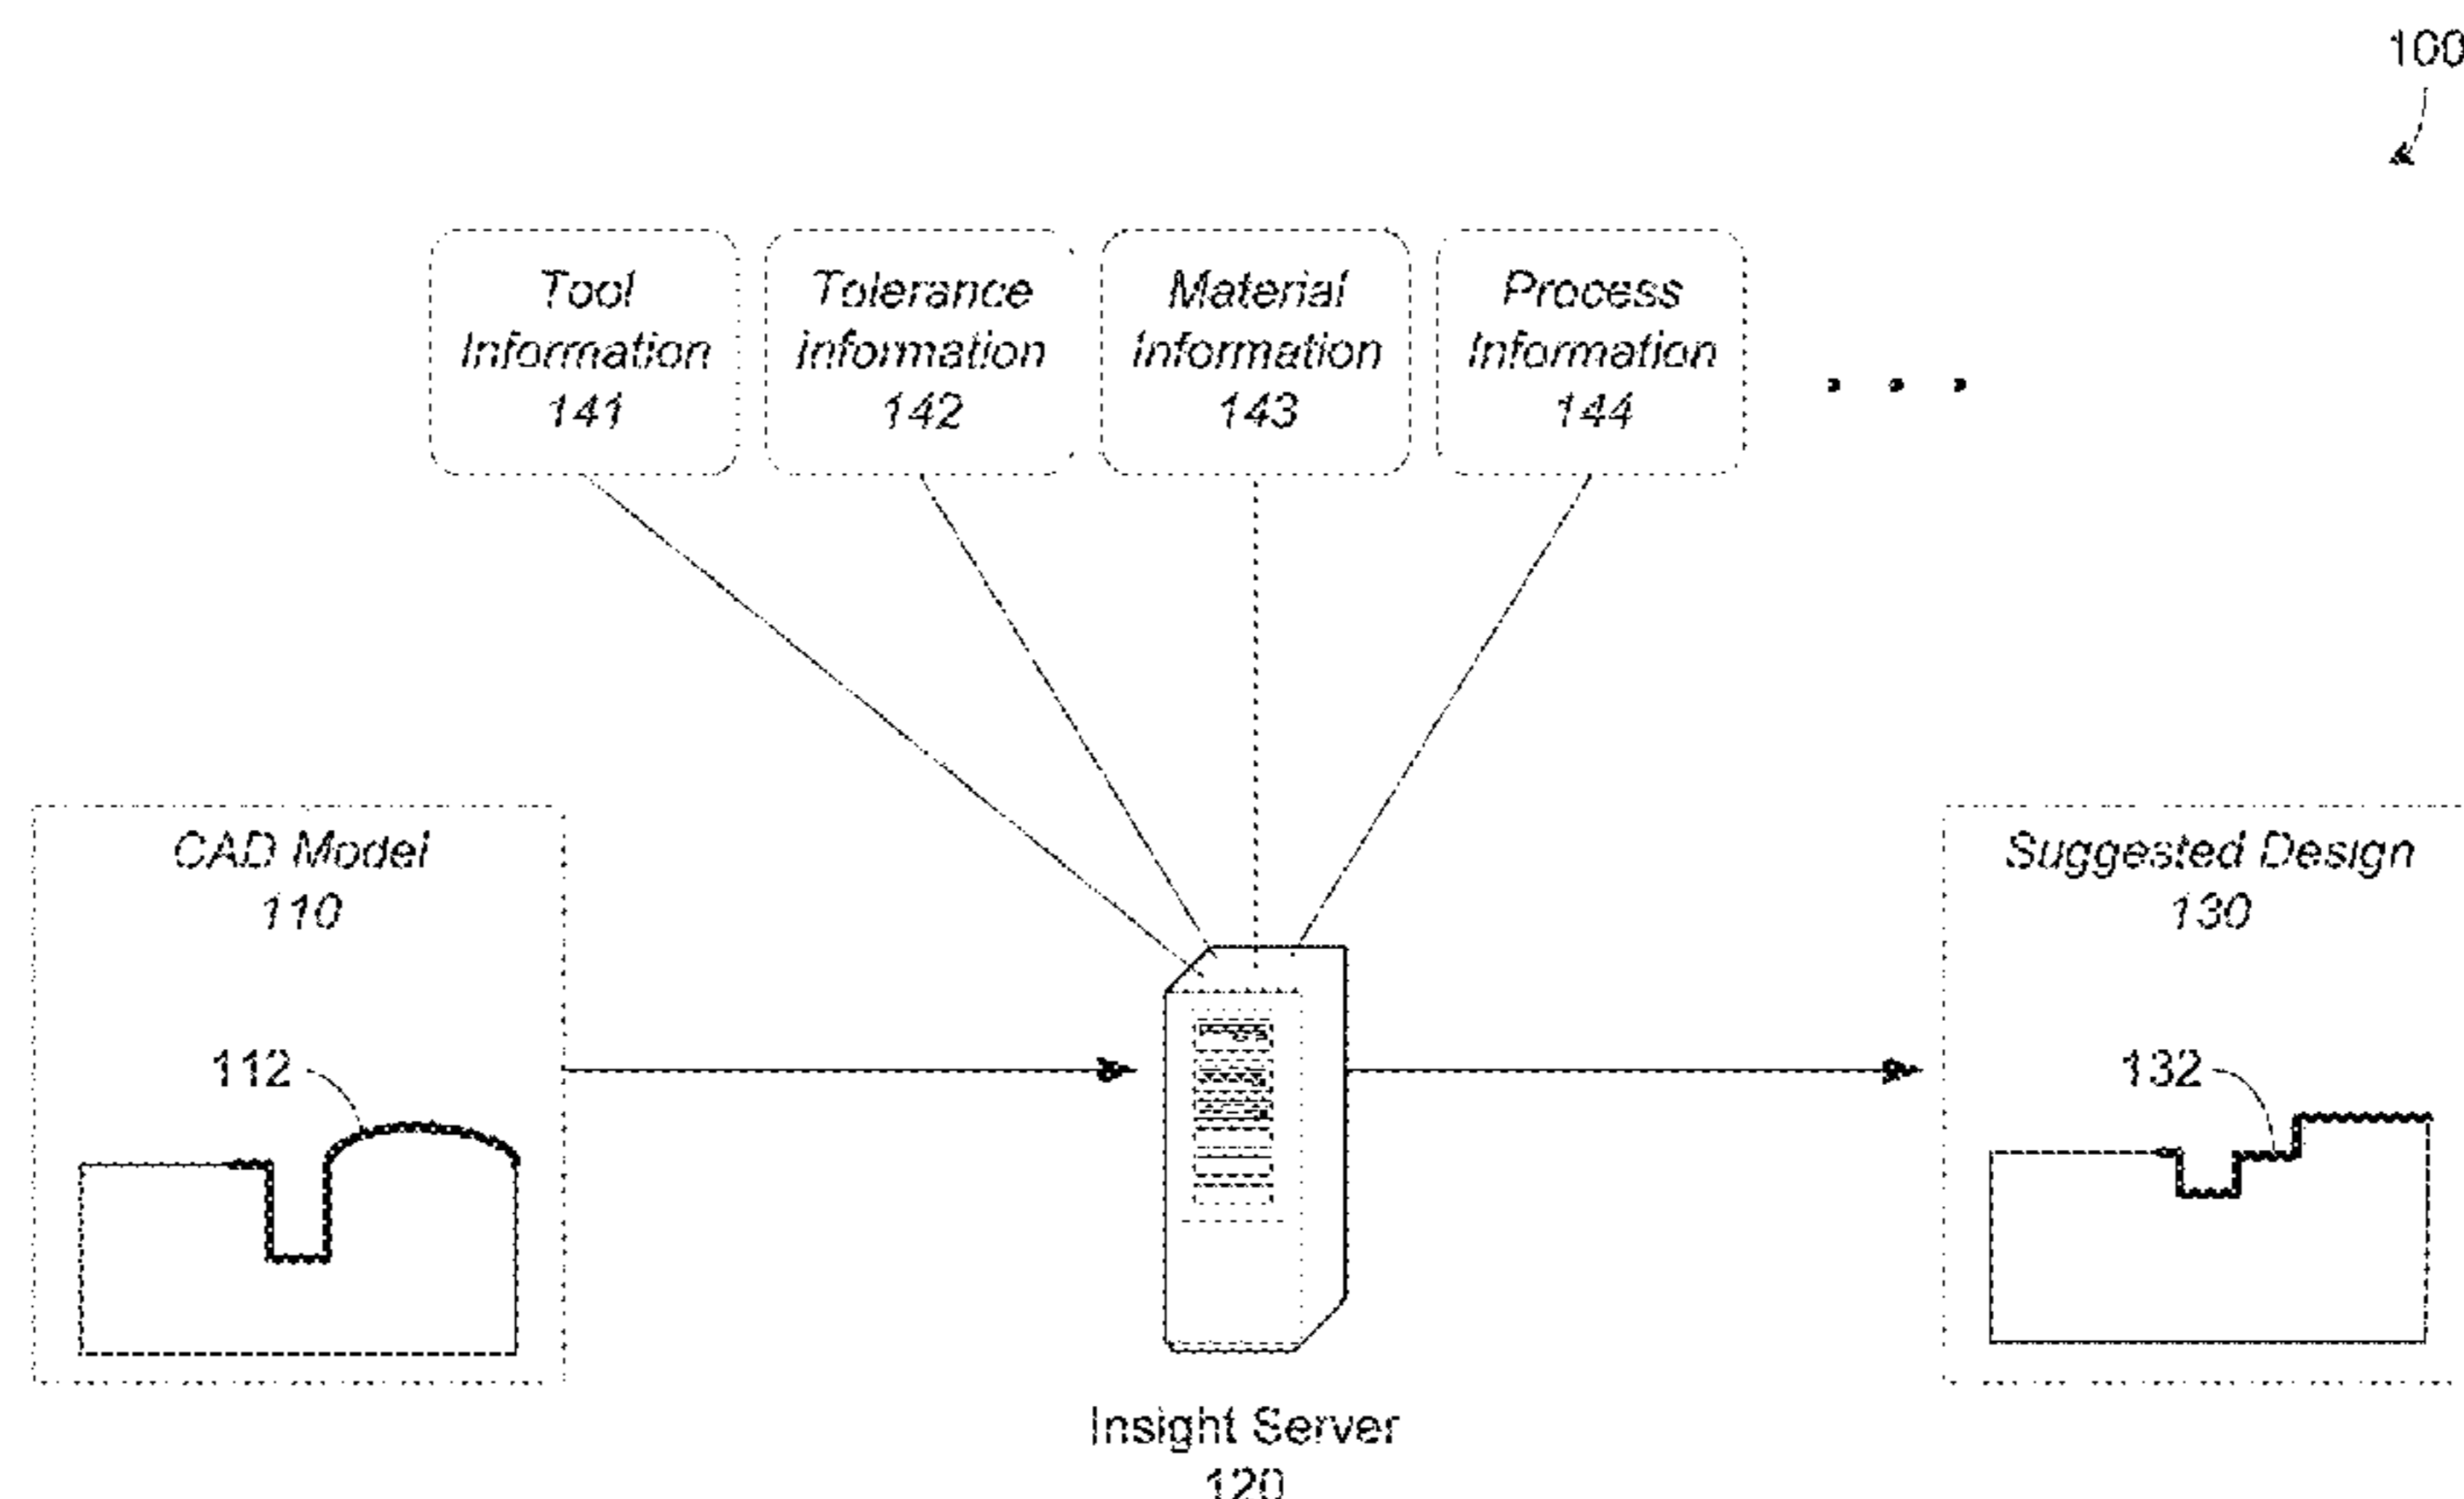 100
Tool
Information
141
Tolerance
Information
142
Material
Information
143
Process
Information
144
CAD Model
110
Suggested Design
130
112
132
Insight Server
120